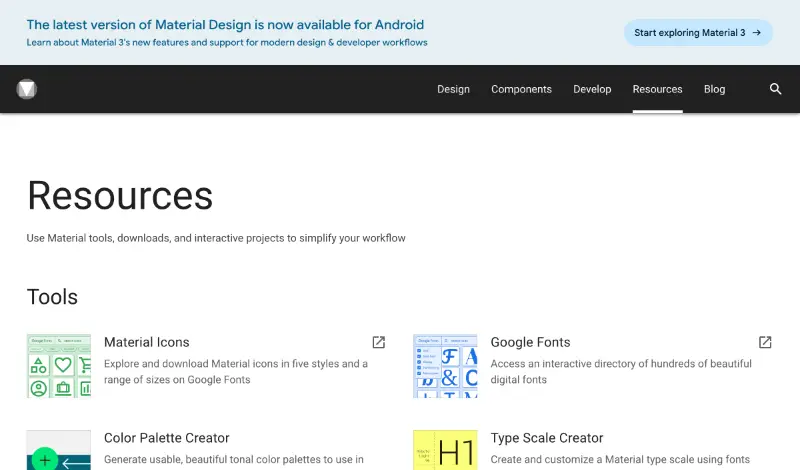 The latest version of Material Design is now available for Android
Learn about Material 3's new features and support for modern design & developer workflows
Start exploring Material 3 →
Design
Components
Develop
Resources
Blog
Resources
Use Material tools, downloads, and interactive projects to simplify your workflow
Tools
Material Icons
Explore and download Material icons in five styles and a
range of sizes on Google Fonts
Google Fonts
Access an interactive directory of hundreds of beautiful
digital fonts
Color Palette Creator
Generate usable, beautiful tonal color palettes to use in
H1
Type Scale Creator
Create and customize a Material type scale using fonts